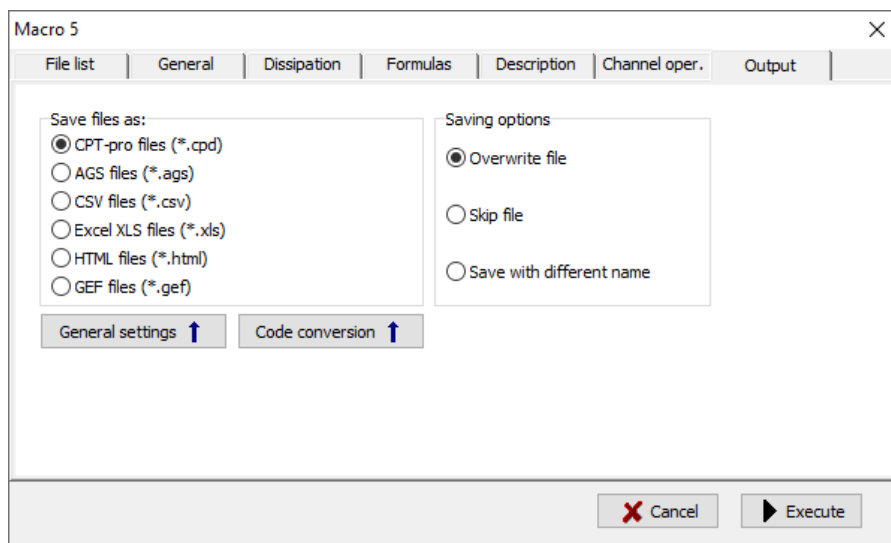 Macro 5
File list General Dissipation Formulas Description Channel oper. Output
Save files as:
CPT-pro files (*.cpd)
AGS files (*.ags)
CSV files (*.csv)
Excel XLS files (*.xls)
HTML files (*.html)
GEF files (*.gef)
General settings Code conversion
Saving options
Overwrite file
Skip file
Save with different name
Cancel Execute